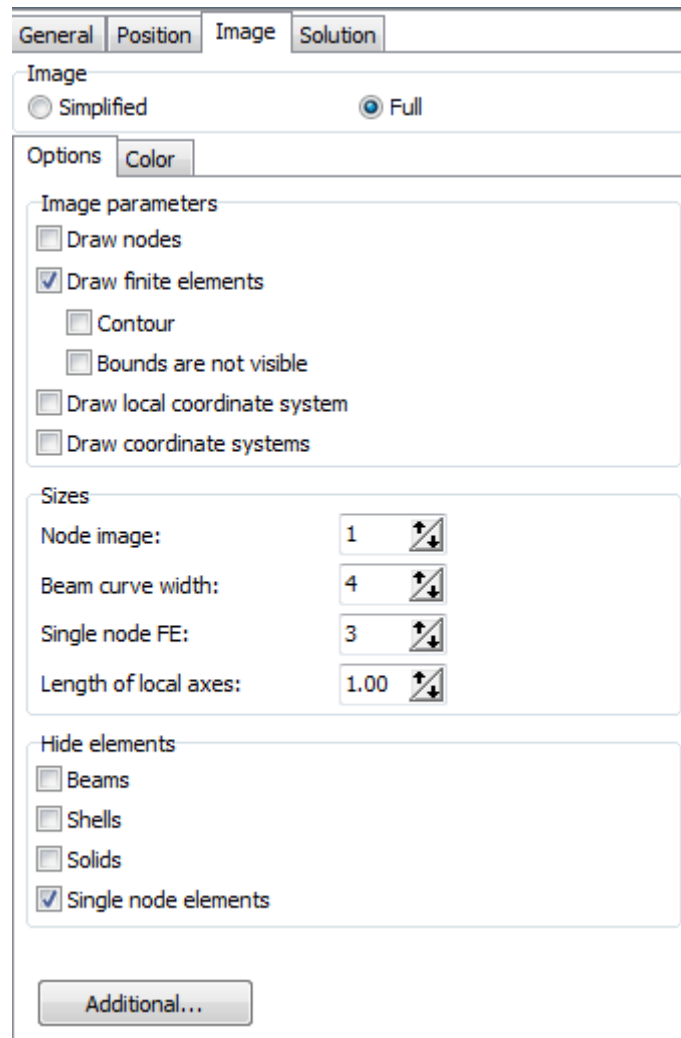 General Position Image Solution
Image
Simplified Full
Options Color
Image parameters
Draw nodes
Draw finite elements
Contour
Bounds are not visible
Draw local coordinate system
Draw coordinate systems
Sizes
Node image: 1
Beam curve width: 4
Single node FE: 3
Length of local axes: 1.00
Hide elements
Beams
Shells
Solids
Single node elements
Additional...